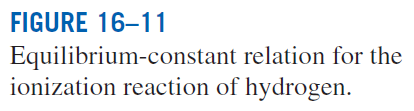 FIGURE 16–11
Equilibrium-constant relation for the
ionization reaction of hydrogen.